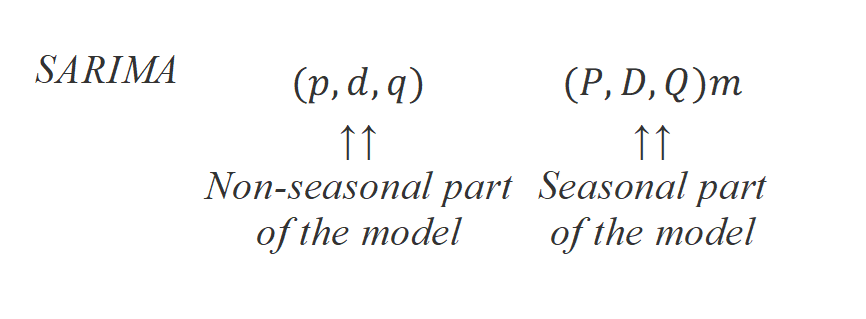 SARIMA (p, d, q) (P, D, Q)m
↑↑ ↑↑
Non-seasonal part Seasonal part
of the model of the model